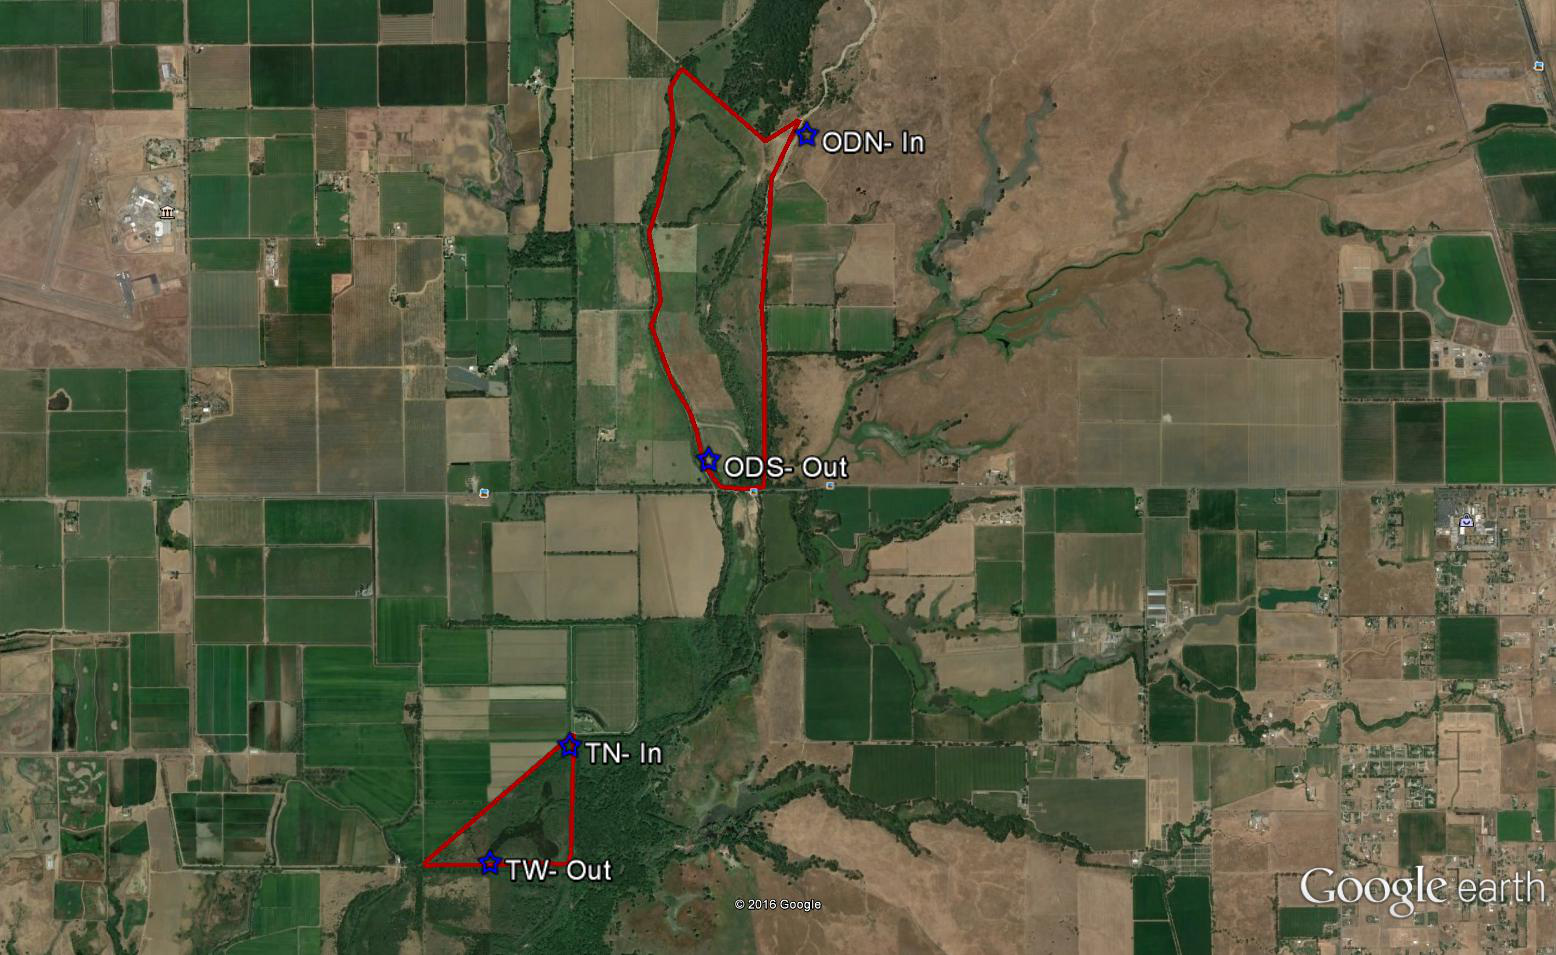 ODN- In
ODS- Out
TN- In
TW- Out
Google earth
© 2016 Google